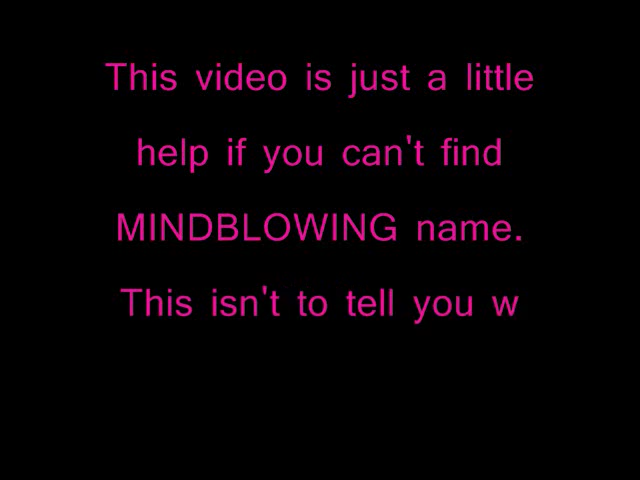 This video is just a little
help if you can't find
MINDBLOWING name.
This isn't to tell you w